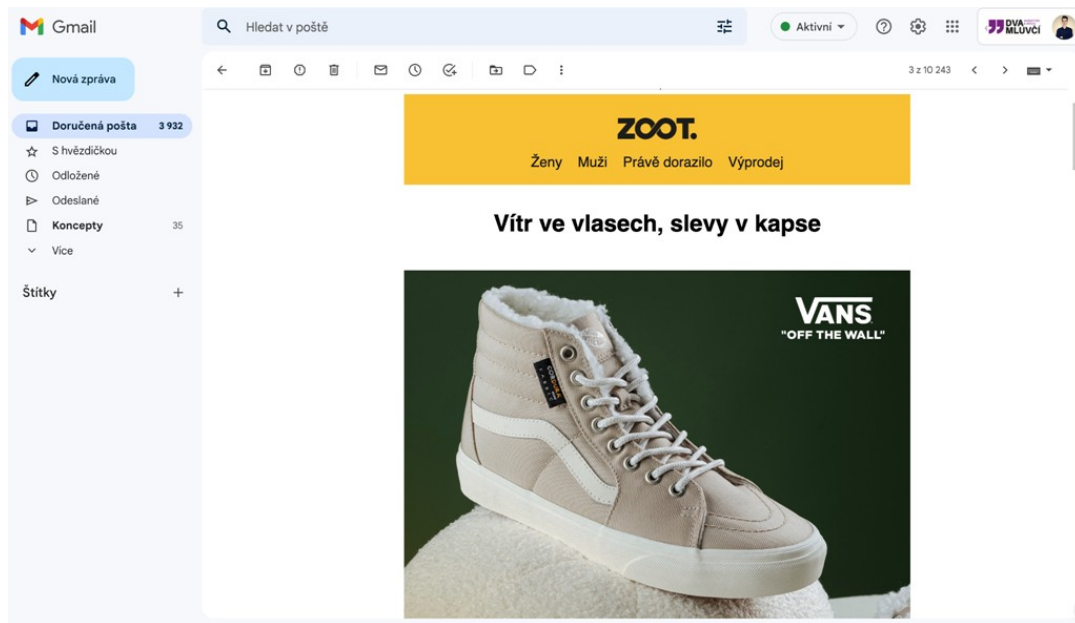 Gmail
Hledat v poště
Aktivní
DVA
MLUVČÍ
Nová zpráva
3 z 10 243
Doručená pošta 3 932
S hvězdičkou
Odložené
Odeslané
Koncepty 35
Více
Štítky
ZOOT.
Ženy Muži Právě dorazilo Výprodej
Vítr ve vlasech, slevy v kapse
VANS
"OFF THE WALL"
CORDURA